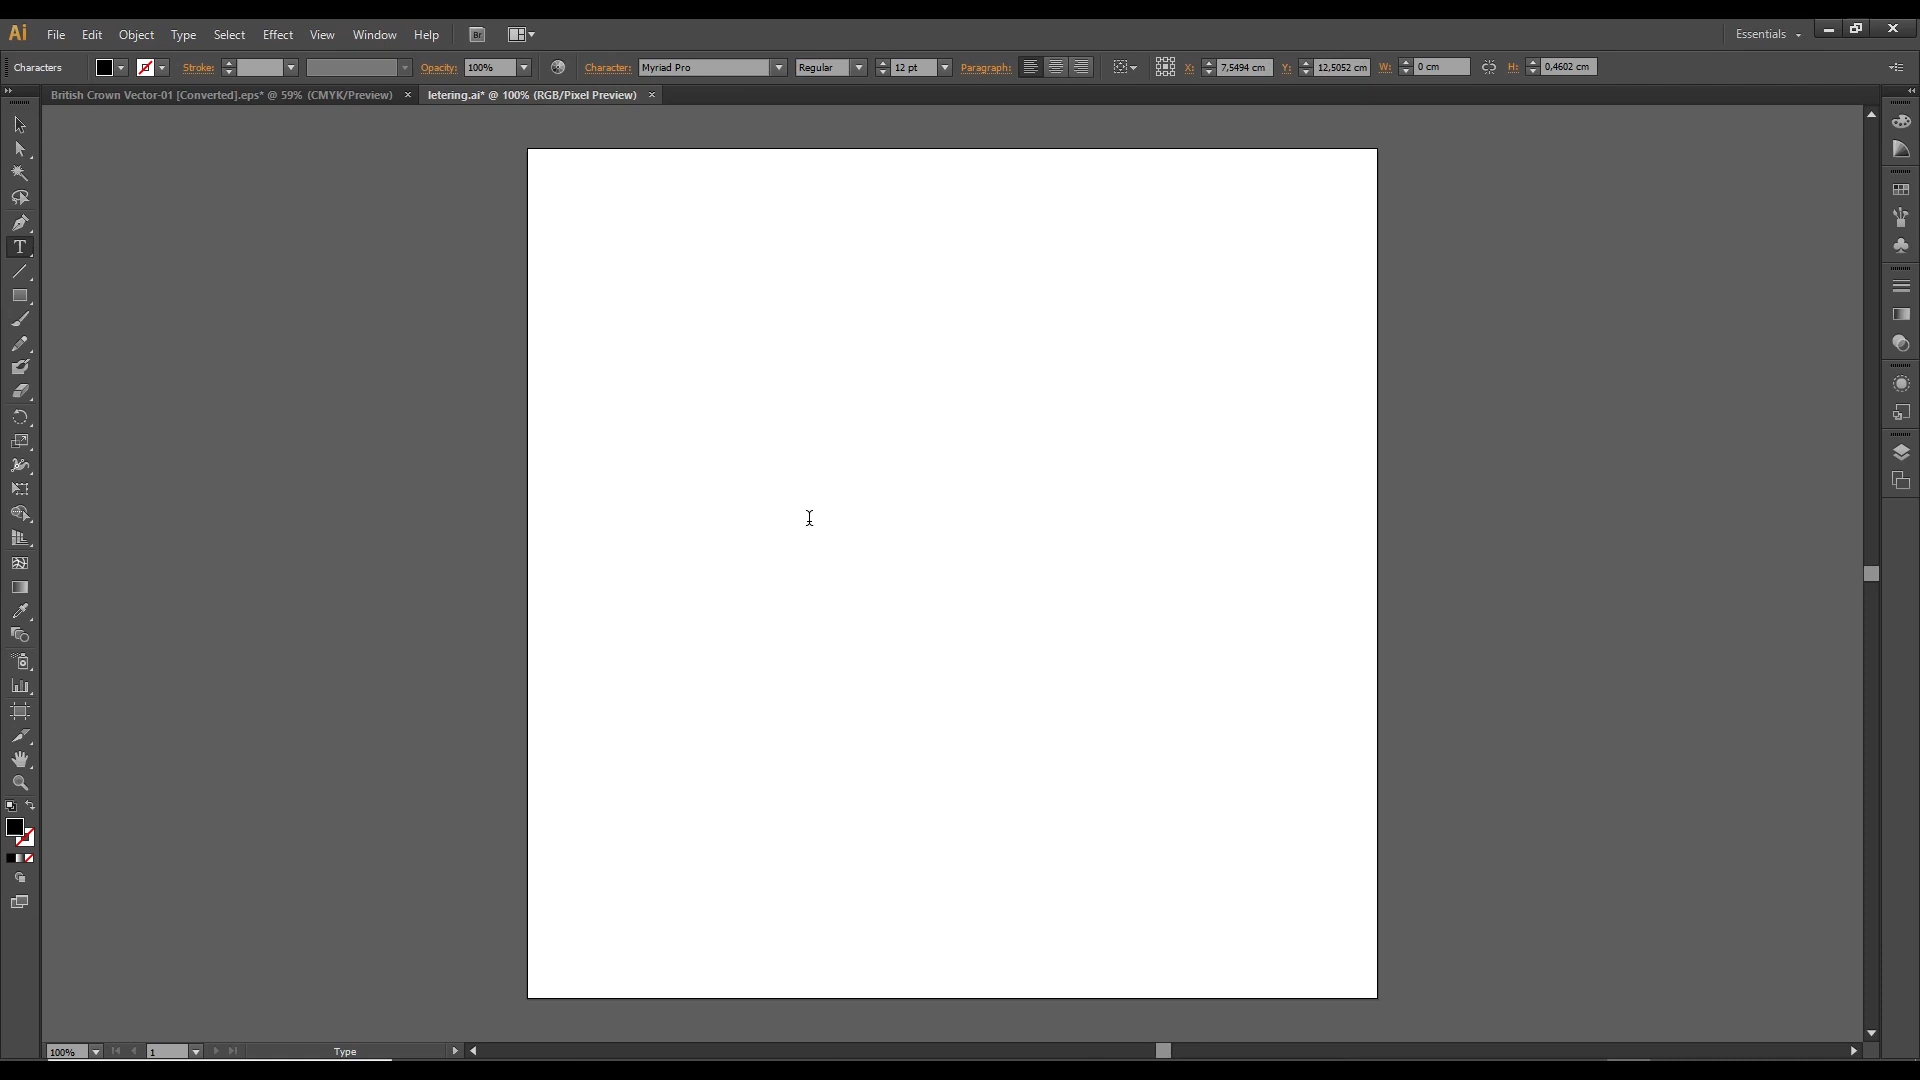 Ai File Edit Object Type Select Effect View Window Help Br Essentials
Characters Stroke: Opacity: 100% Character: Myriad Pro Regular 12 pt Paragraph: X: 7,5494 cm Y: 12,5052 cm W: 0 cm H: 0,4602 cm
British Crown Vector-01 [Converted].eps* @ 59% (CMYK/Preview) × letering.ai* @ 100% (RGB/Pixel Preview) ×
T
100% 1 Type